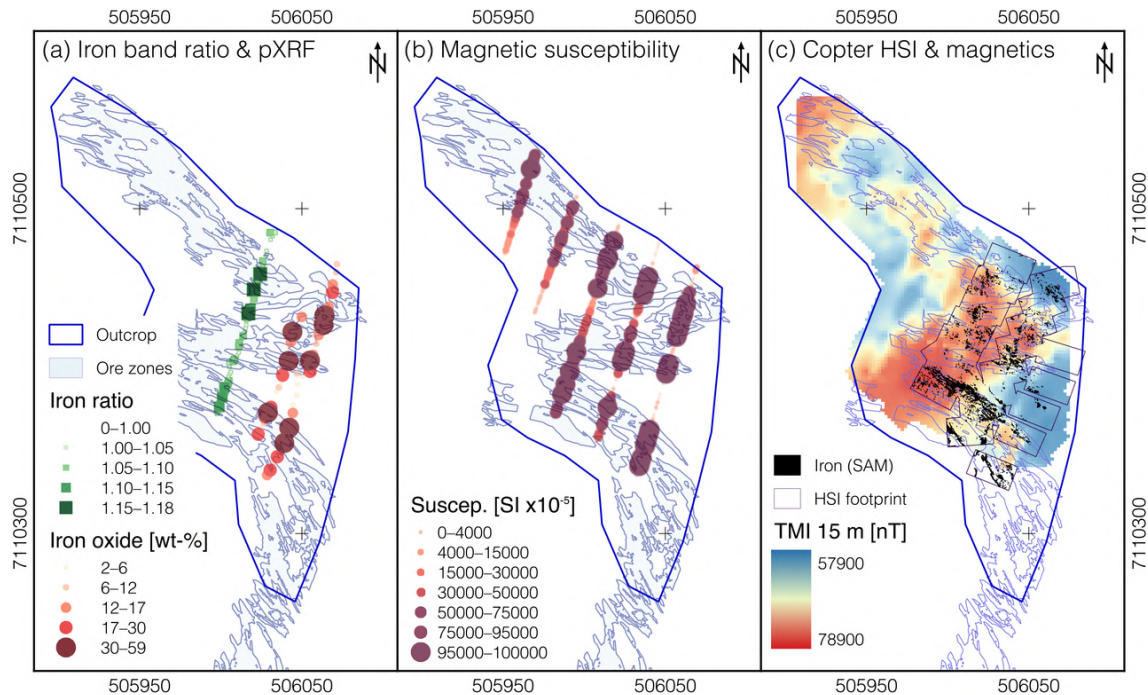 505950 506050 505950 506050 505950 506050
(a) Iron band ratio & pXRF
N
7110500
7110300
Outcrop
Ore zones
Iron ratio
0–1.00
1.00–1.05
1.05–1.10
1.10–1.15
1.15–1.18
Iron oxide [wt-%]
2–6
6–12
12–17
17–30
30–59
(b) Magnetic susceptibility
N
Suscep. [SI x10⁻⁵]
0–4000
4000–15000
15000–30000
30000–50000
50000–75000
75000–95000
95000–100000
(c) Copter HSI & magnetics
N
Iron (SAM)
HSI footprint
TMI 15 m [nT]
57900
78900
7110500
7110300
505950 506050 505950 506050 505950 506050